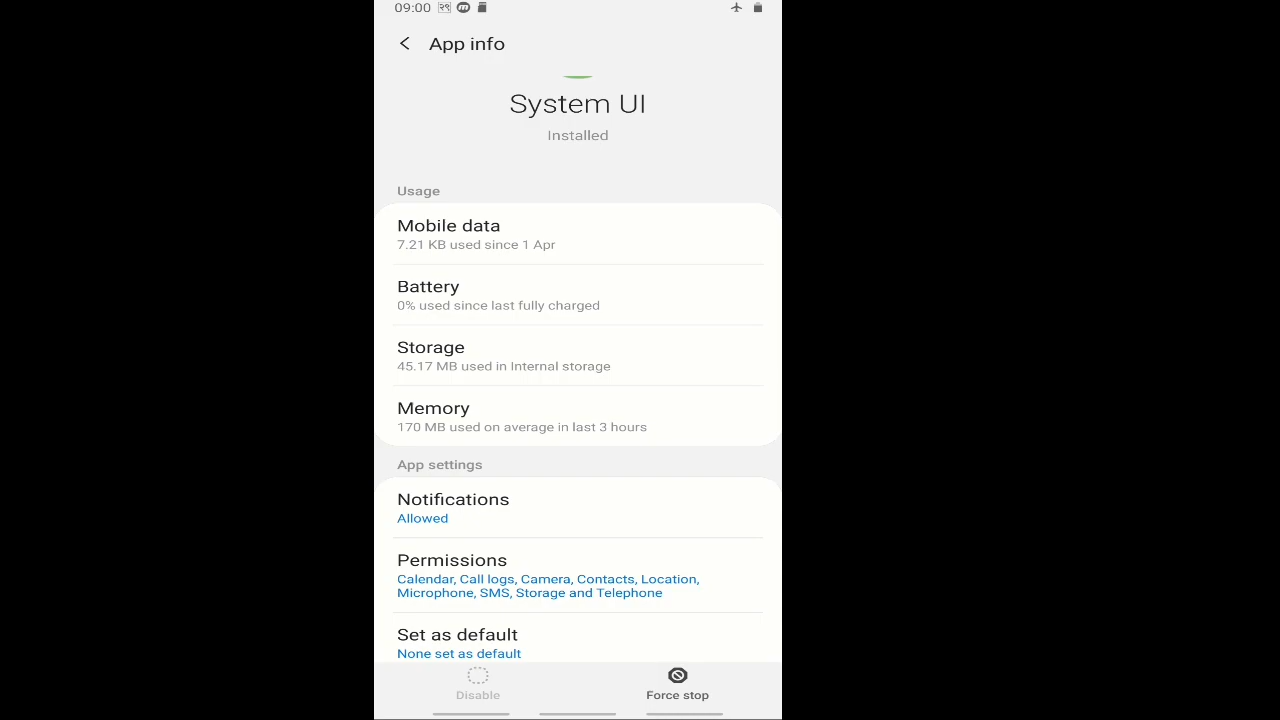 09:00
App info
System UI
Installed
Usage
Mobile data
7.21 KB used since 1 Apr
Battery
0% used since last fully charged
Storage
45.17 MB used in Internal storage
Memory
170 MB used on average in last 3 hours
App settings
Notifications
Allowed
Permissions
Calendar, Call logs, Camera, Contacts, Location,
Microphone, SMS, Storage and Telephone
Set as default
None set as default
Disable
Force stop